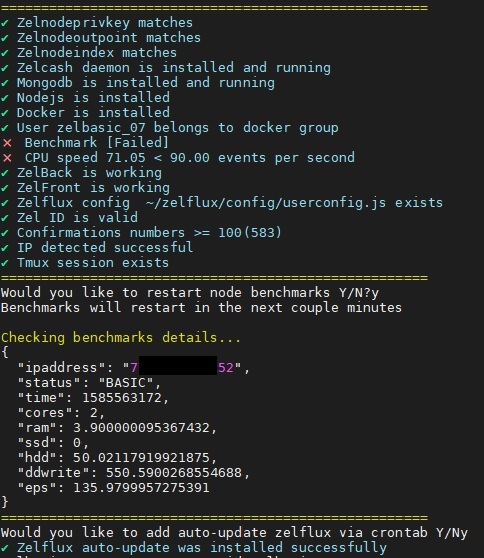 ====================================================
✔ Zelnodeprivkey matches
✔ Zelnodeoutpoint matches
✔ Zelnodeindex matches
✔ Zelcash daemon is installed and running
✔ Mongodb is installed and running
✔ Nodejs is installed
✔ Docker is installed
✔ User zelbasic_07 belongs to docker group
✕ Benchmark [Failed]
✕ CPU speed 71.05 < 90.00 events per second
✔ ZelBack is working
✔ ZelFront is working
✔ Zelflux config  ~/zelflux/config/userconfig.js exists
✔ Zel ID is valid
✔ Confirmations numbers >= 100(583)
✔ IP detected successful
✔ Tmux session exists
====================================================
Would you like to restart node benchmarks Y/N?y
Benchmarks will restart in the next couple minutes
Checking benchmarks details...
{
  "ipaddress": "7 52",
  "status": "BASIC",
  "time": 1585563172,
  "cores": 2,
  "ram": 3.900000095367432,
  "ssd": 0,
  "hdd": 50.02117919921875,
  "ddwrite": 550.5900268554688,
  "eps": 135.9799957275391
}
====================================================
Would you like to add auto-update zelflux via crontab Y/Ny
✔ Zelflux auto-update was installed successfully